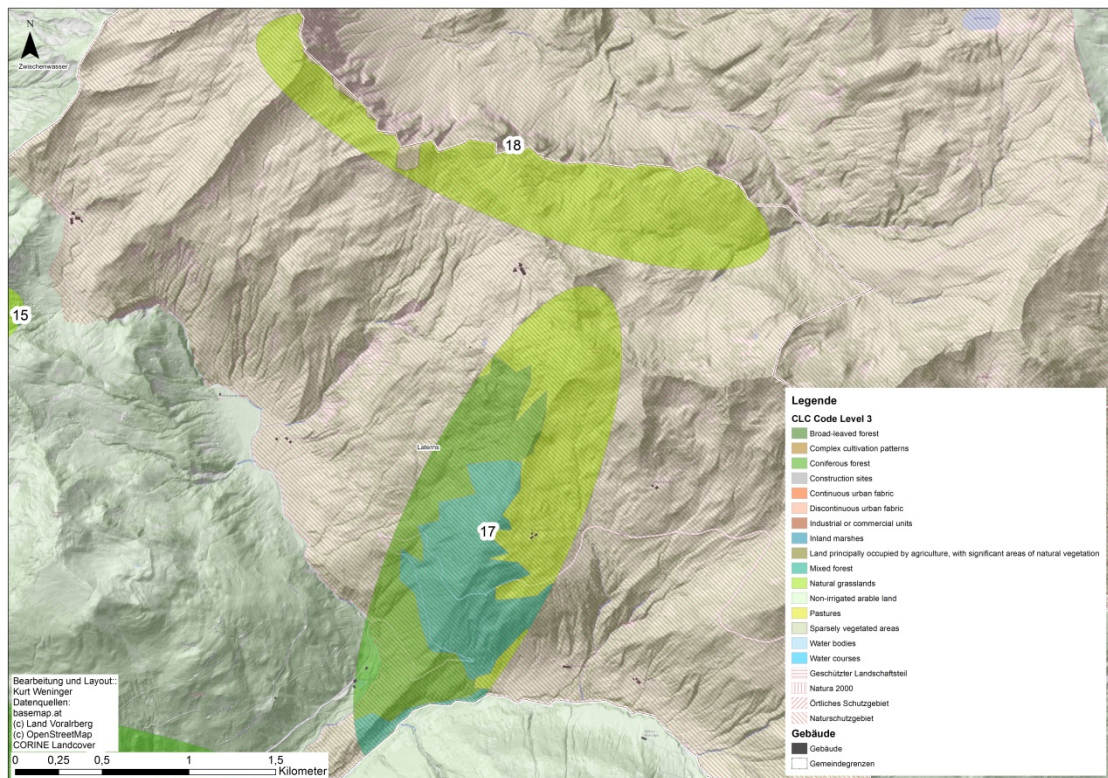 N
Zwischenwasser
18
15
Laterns
17
Legende
CLC Code Level 3
Broad-leaved forest
Complex cultivation patterns
Coniferous forest
Construction sites
Continuous urban fabric
Discontinuous urban fabric
Industrial or commercial units
Inland marshes
Land principally occupied by agriculture, with significant areas of natural vegetation
Mixed forest
Natural grasslands
Non-irrigated arable land
Pastures
Sparsely vegetated areas
Water bodies
Water courses
Geschützter Landschaftsteil
Natura 2000
Örtliches Schutzgebiet
Naturschutzgebiet
Gebäude
Gebäude
Gemeindegrenzen
Bearbeitung und Layout::
Kurt Weninger
Datenquellen:
basemap.at
(c) Land Voralrberg
(c) OpenStreetMap
CORINE Landcover
0 0,25 0,5 1 1,5
Kilometer